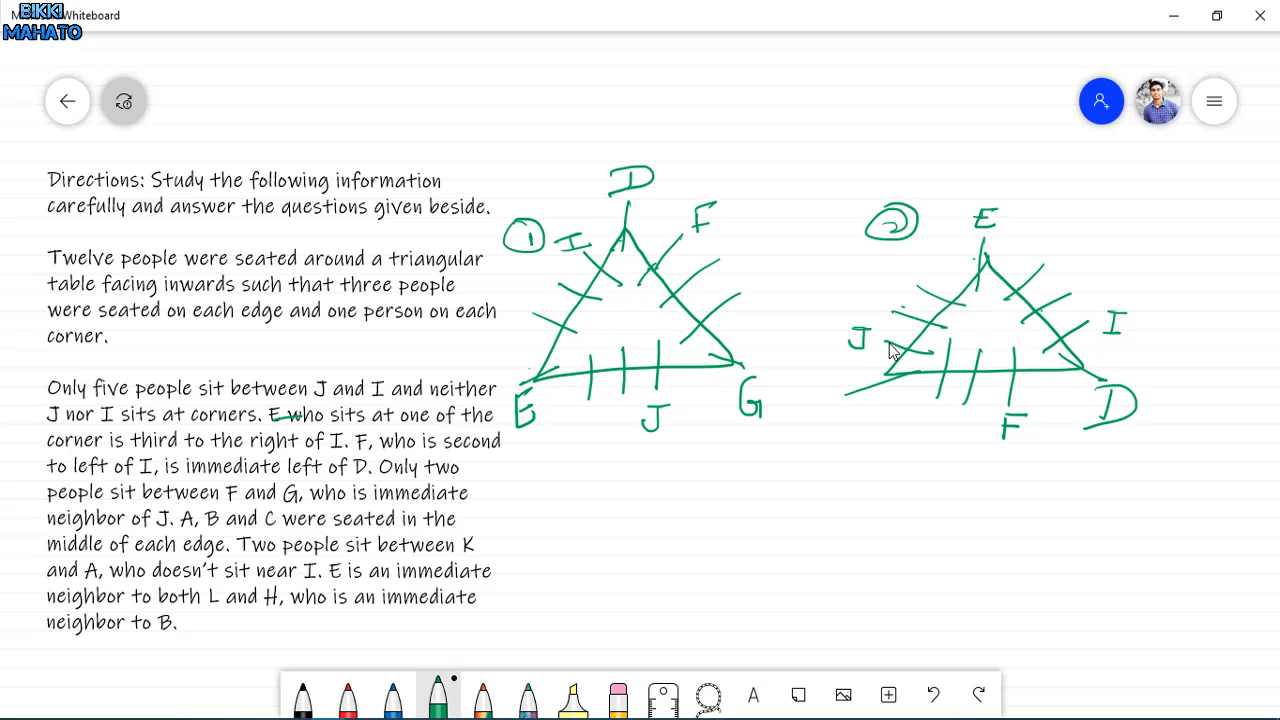 BIKKI
Whiteboard
MAHATO
Directions: Study the following information
carefully and answer the questions given beside.
Twelve people were seated around a triangular
table facing inwards such that three people
were seated on each edge and one person on each
corner.
Only five people sit between J and I and neither
J nor I sits at corners. E who sits at one of the
corner is third to the right of I. F, who is second
to left of I, is immediate left of D. Only two
people sit between F and G, who is immediate
neighbor of J. A, B and C were seated in the
middle of each edge. Two people sit between K
and A, who doesn't sit near I. E is an immediate
neighbor to both L and H, who is an immediate
neighbor to B.
D
1 I F
E J G
2 E
J I
F D
A